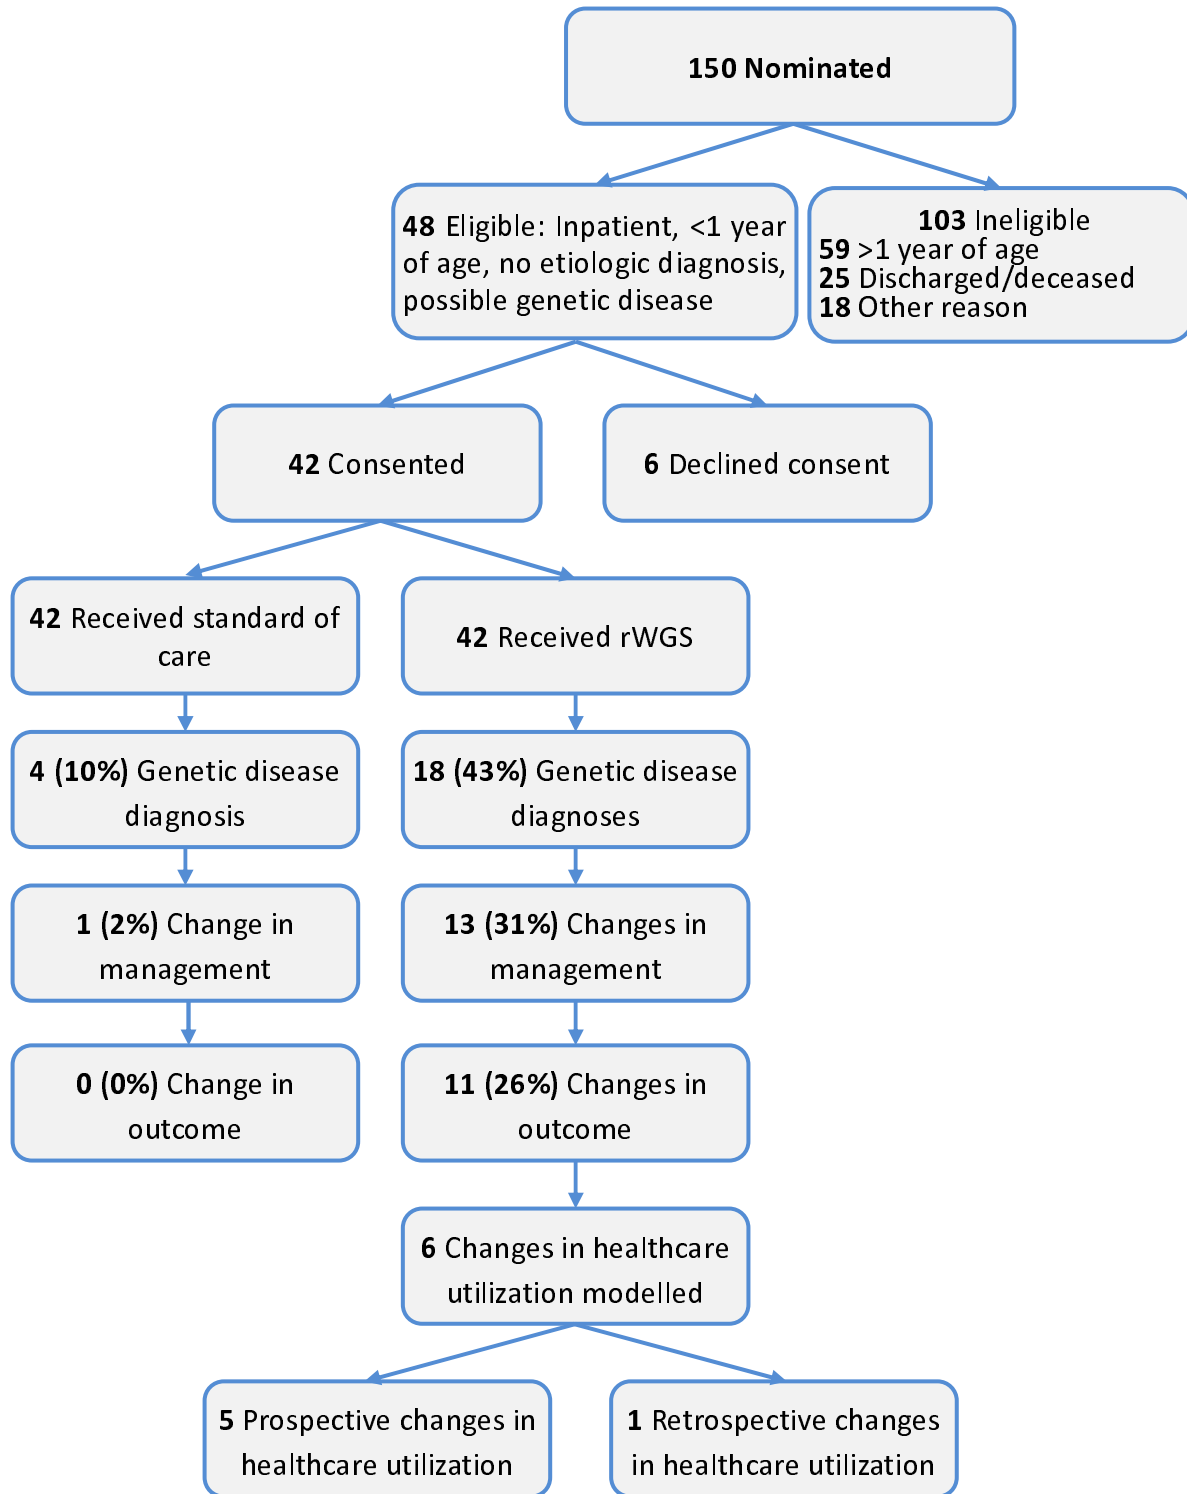 150 Nominated
48 Eligible: Inpatient, <1 year
of age, no etiologic diagnosis,
possible genetic disease
103 Ineligible
59 >1 year of age
25 Discharged/deceased
18 Other reason
42 Consented
6 Declined consent
42 Received standard of
care
42 Received rWGS
4 (10%) Genetic disease
diagnosis
18 (43%) Genetic disease
diagnoses
1 (2%) Change in
management
13 (31%) Changes in
management
0 (0%) Change in
outcome
11 (26%) Changes in
outcome
6 Changes in healthcare
utilization modelled
5 Prospective changes in
healthcare utilization
1 Retrospective changes
in healthcare utilization